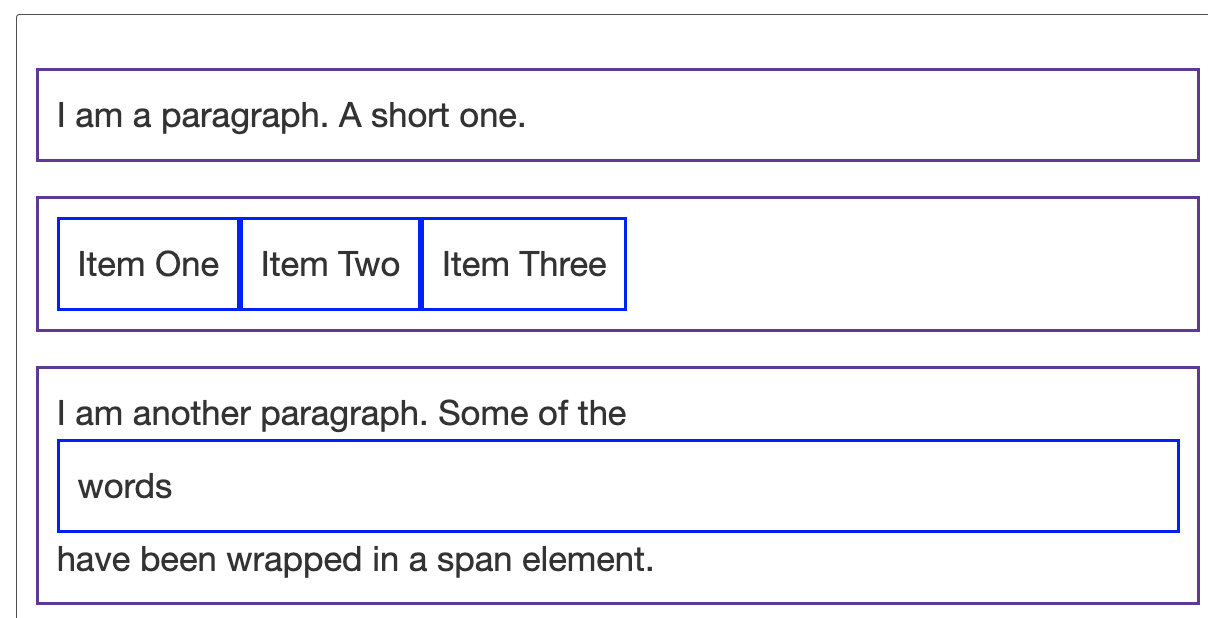 I am a paragraph. A short one.
Item One Item Two Item Three
I am another paragraph. Some of the
words
have been wrapped in a span element.